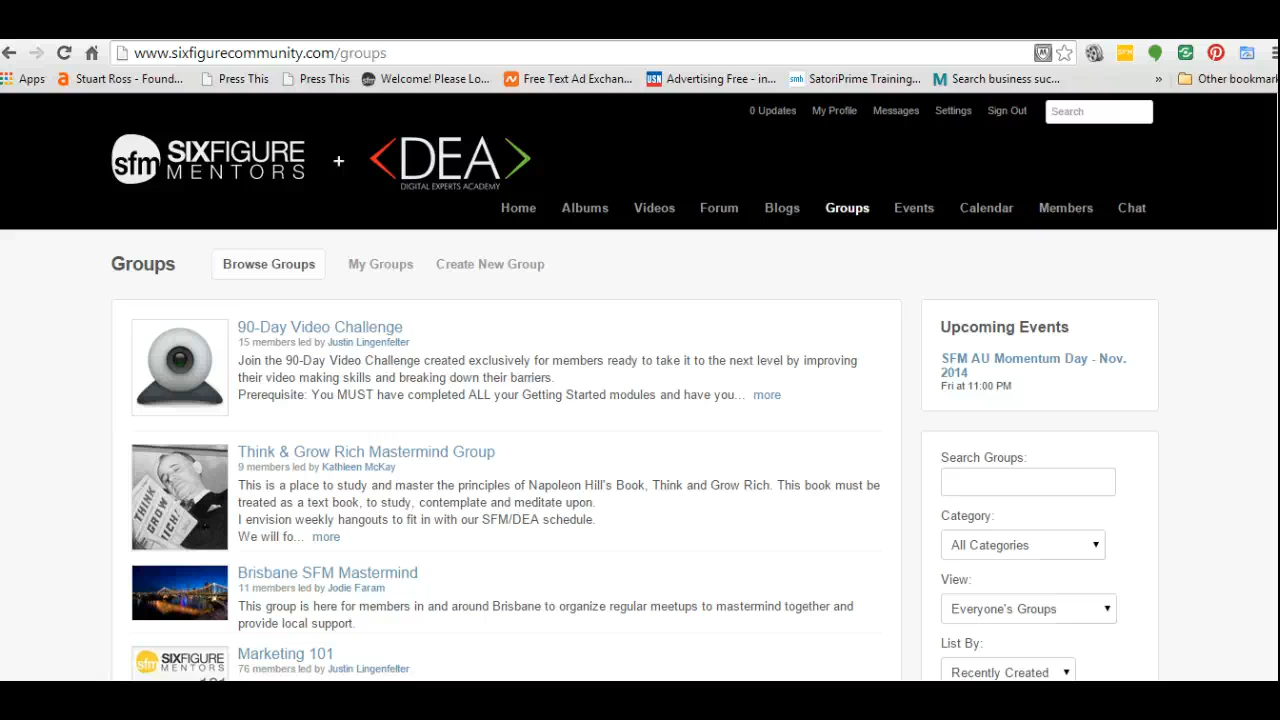 www.sixfigurecommunity.com/groups
Apps
Stuart Ross - Found...
Press This
Press This
Welcome! Please Lo...
Free Text Ad Exchan...
Advertising Free - in...
SatoriPrime Training...
Search business suc...
»
Other bookmar
0 Updates
My Profile
Messages
Settings
Sign Out
Search
sfm SIXFIGURE
MENTORS
+
<DEA>
DIGITAL EXPERTS ACADEMY
Home
Albums
Videos
Forum
Blogs
Groups
Events
Calendar
Members
Chat
Groups
Browse Groups
My Groups
Create New Group
90-Day Video Challenge
15 members led by Justin Lingenfelter
Join the 90-Day Video Challenge created exclusively for members ready to take it to the next level by improving
their video making skills and breaking down their barriers.
Prerequisite: You MUST have completed ALL your Getting Started modules and have you... more
THINK
GROW
RICH!
Think & Grow Rich Mastermind Group
9 members led by Kathleen McKay
This is a place to study and master the principles of Napoleon Hill's Book, Think and Grow Rich. This book must be
treated as a text book, to study, contemplate and meditate upon.
I envision weekly hangouts to fit in with our SFM/DEA schedule.
We will fo... more
Brisbane SFM Mastermind
11 members led by Jodie Faram
This group is here for members in and around Brisbane to organize regular meetups to mastermind together and
provide local support.
sfm SIXFIGURE
MENTORS
Marketing 101
76 members led by Justin Lingenfelter
Upcoming Events
SFM AU Momentum Day - Nov.
2014
Fri at 11:00 PM
Search Groups:
Category:
All Categories
View:
Everyone's Groups
List By:
Recently Created